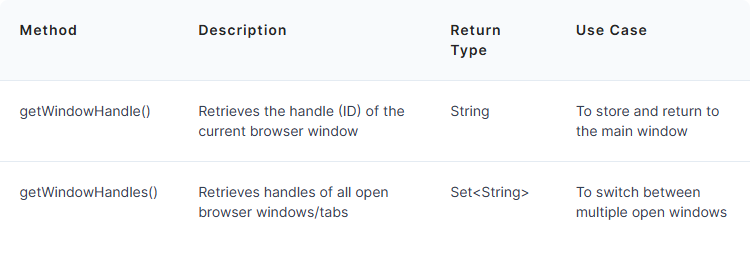 Method Description Return Type Use Case
getWindowHandle() Retrieves the handle (ID) of the current browser window String To store and return to the main window
getWindowHandles() Retrieves handles of all open browser windows/tabs Set<String> To switch between multiple open windows